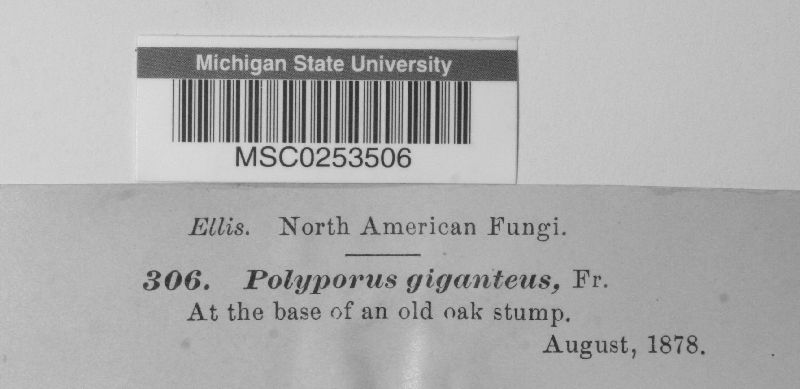 Michigan State University
MSC0253506
Ellis. North American Fungi.
306. Polyporus giganteus, Fr.
At the base of an old oak stump.
August, 1878.